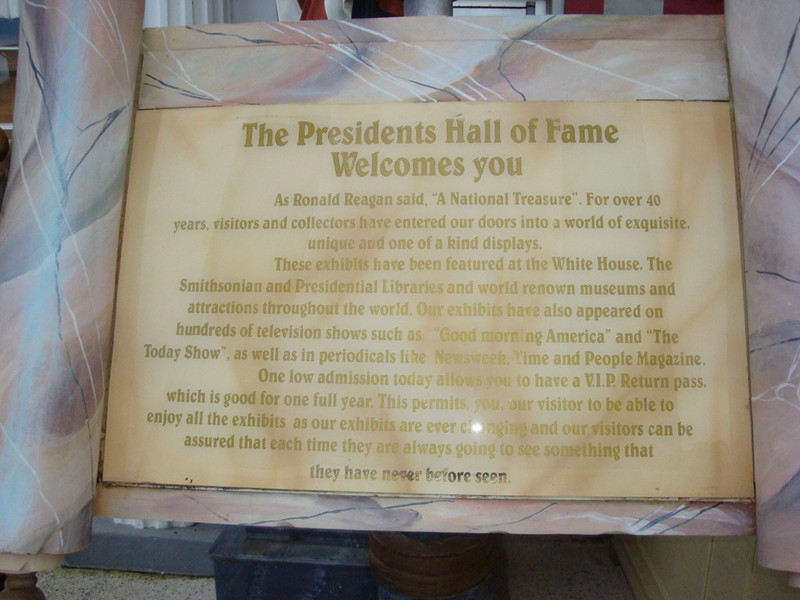 The Presidents Hall of Fame
Welcomes you
As Ronald Reagan said, "A National Treasure". For over 40
years, visitors and collectors have entered our doors into a world of exquisite,
unique and one of a kind displays.
These exhibits have been featured at the White House. The
Smithsonian and Presidential Libraries and world renown museums and
attractions throughout the world. Our exhibits have also appeared on
hundreds of television shows such as "Good morning America" and "The
Today Show", as well as in periodicals like Newsweek, Time and People Magazine.
One low admission today allows you to have a V.I.P. Return pass,
which is good for one full year. This permits, you, our visitor to be able to
enjoy all the exhibits as our exhibits are ever changing and our visitors can be
assured that each time they are always going to see something that
they have never before seen.